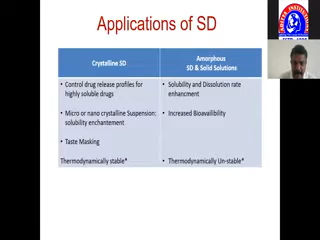 Applications of SD
Crystalline SD
Amorphous
SD & Solid Solutions
• Control drug release profiles for
highly soluble drugs
• Micro or nano crystalline Suspension:
solubility enchantement
• Taste Masking
Thermodynamically stable*
• Solubility and Dissolution rate
enhancment
• Increased Bioavailibility
• Thermodynamically Un-stable*